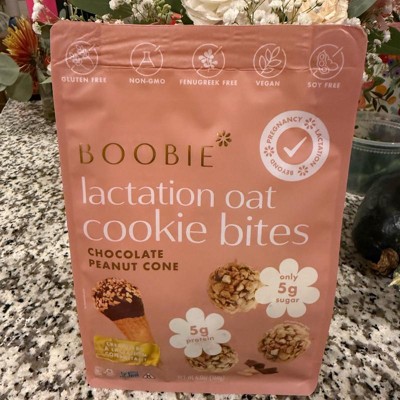 GLUTEN FREE
NON-GMO
FENUGREEK FREE
VEGAN
SOY FREE
BOOBIE
PREGNANCY LACTATION BEYOND
lactation oat
cookie bites
CHOCOLATE
PEANUT CONE
only
5g
sugar
5g
protein